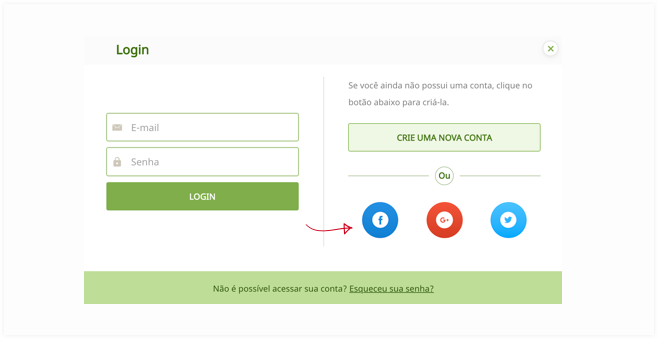 Login
E-mail
Senha
LOGIN
Se você ainda não possui uma conta, clique no
botão abaixo para criá-la.
CRIE UMA NOVA CONTA
Ou
Não é possível acessar sua conta? Esqueceu sua senha?